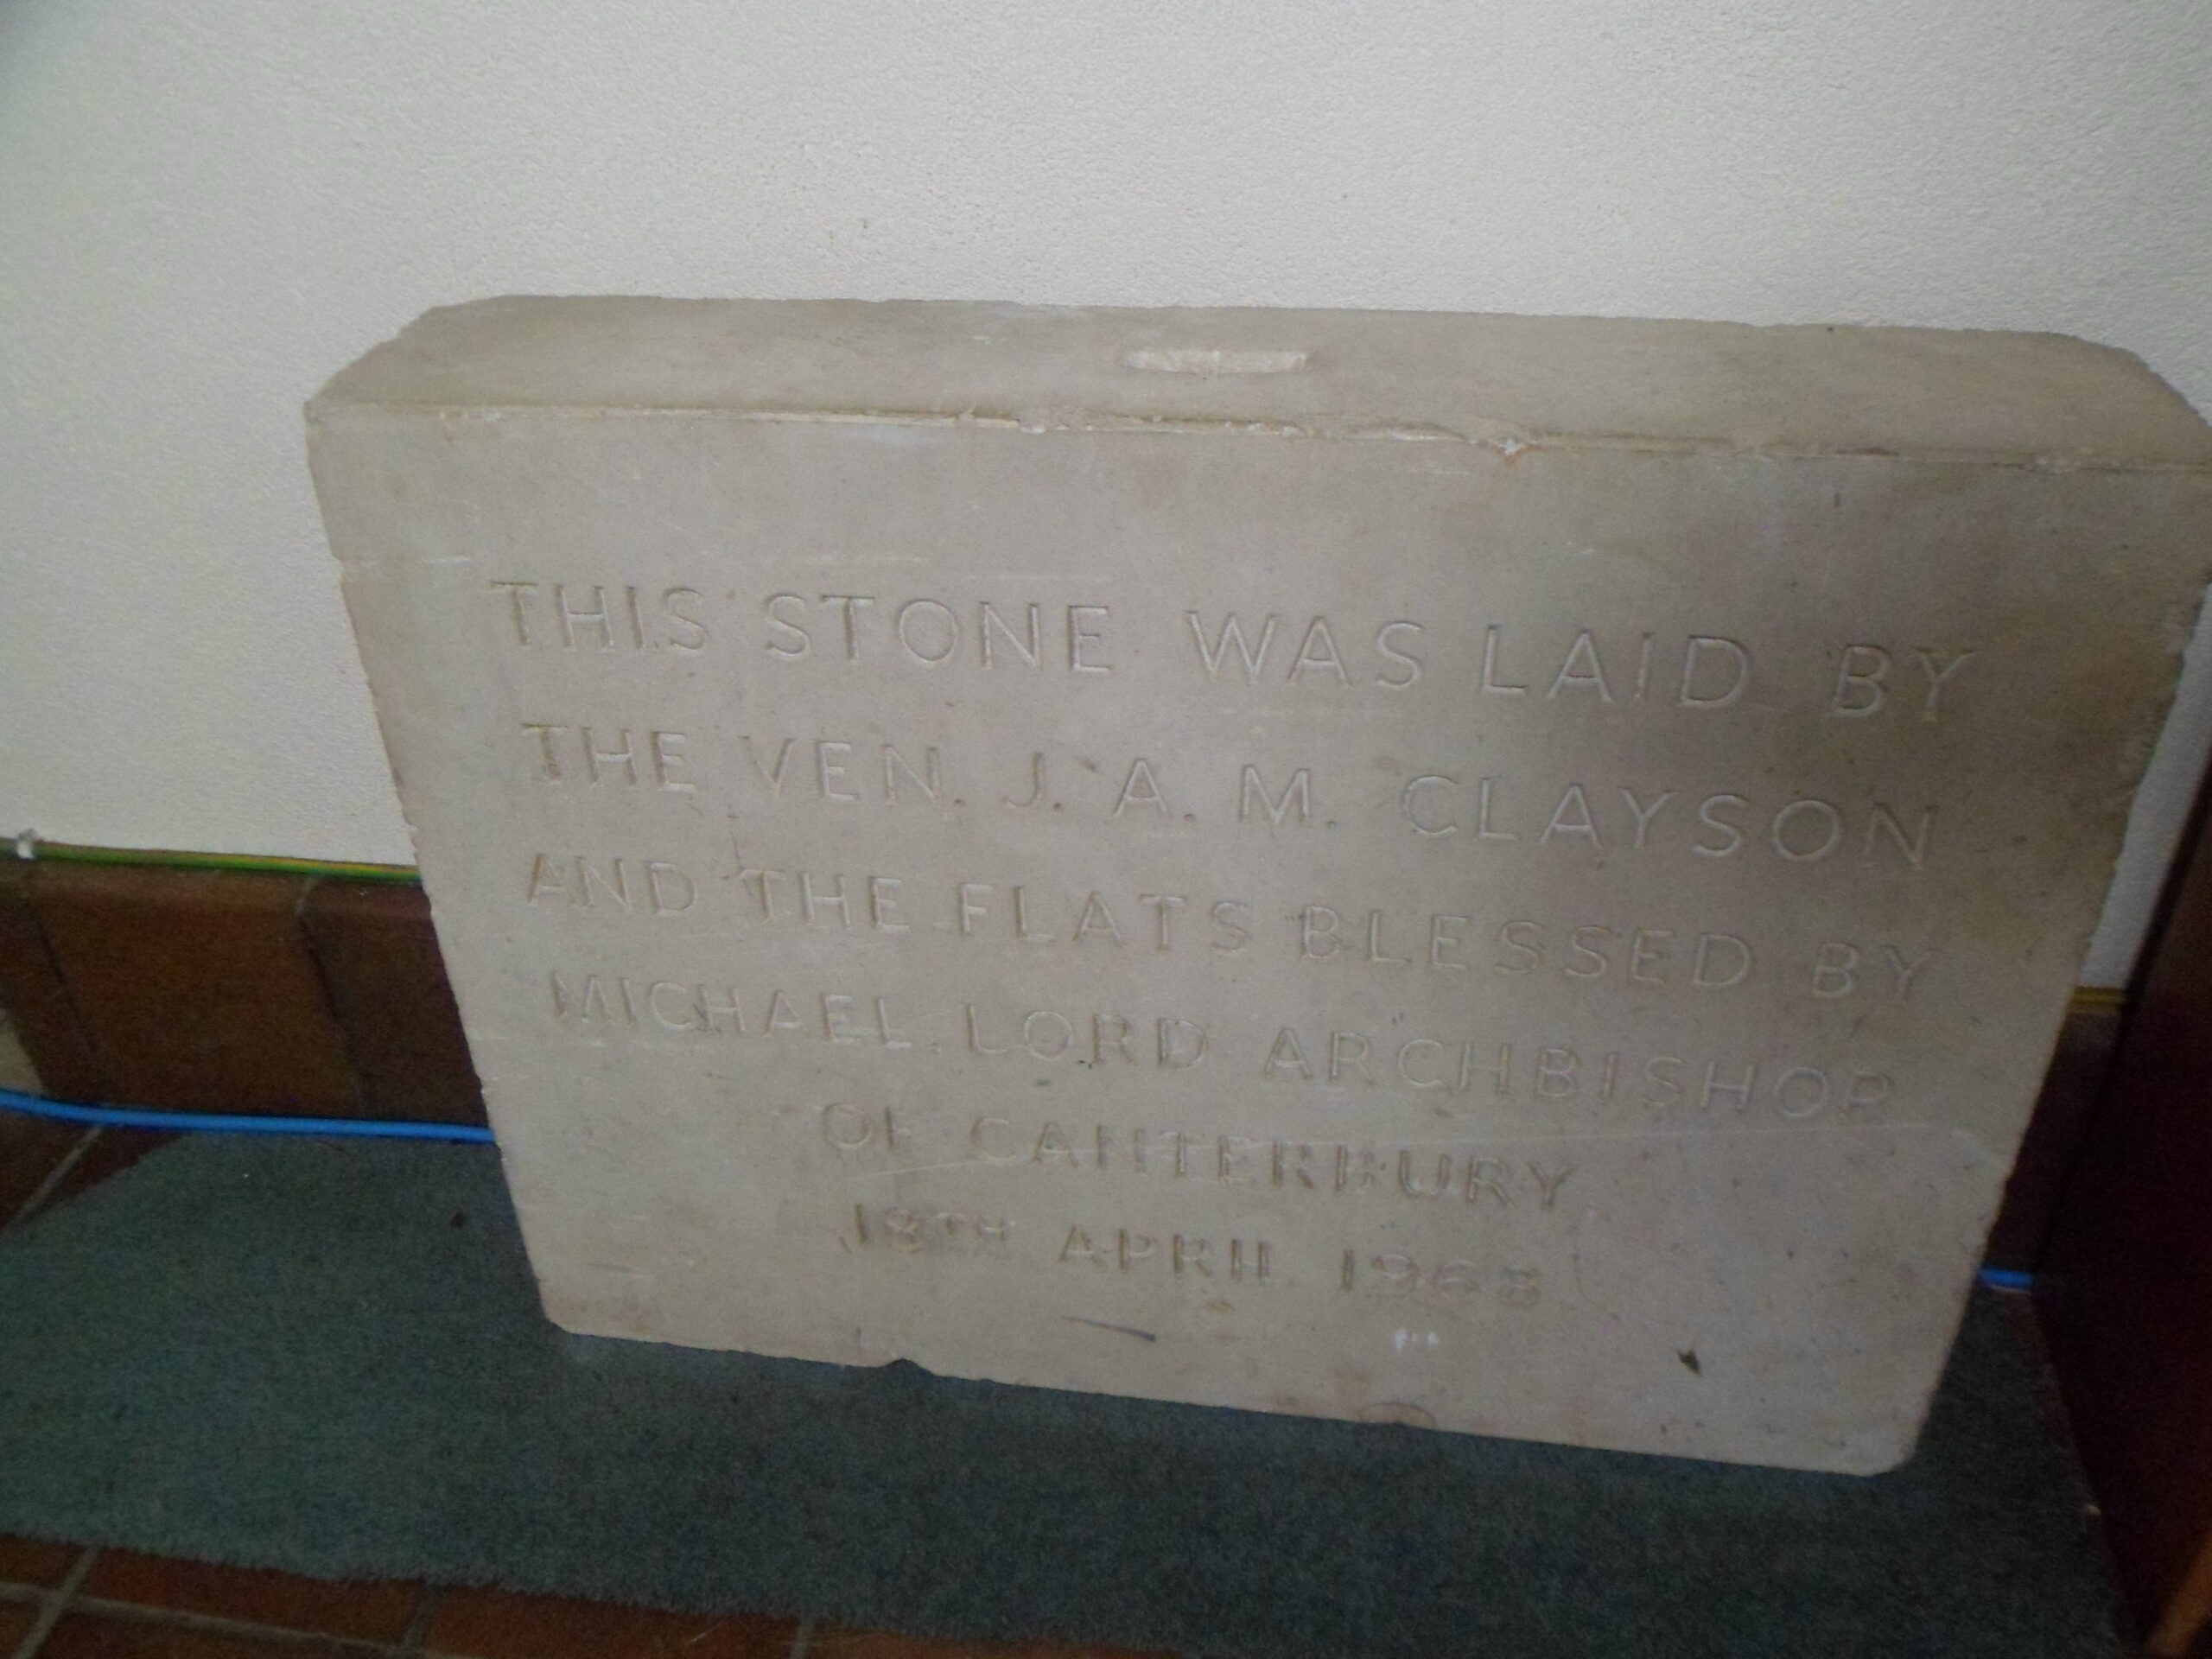 THIS STONE WAS LAID BY
THE VEN. J. A. M. CLAYSON
AND THE FLATS BLESSED BY
MICHAEL LORD ARCHBISHOP
OF CANTERBURY
18TH APRIL 1968